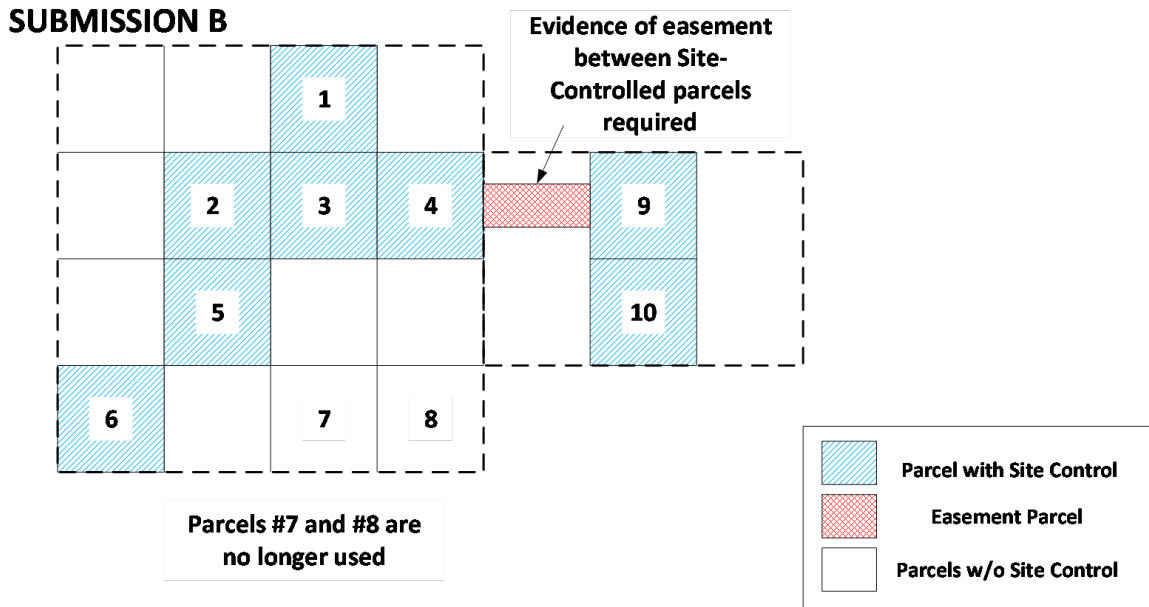 SUBMISSION B
Evidence of easement
between Site-
Controlled parcels
required
1
2
3
4
9
5
10
6
7
8
Parcels #7 and #8 are
no longer used
Parcel with Site Control
Easement Parcel
Parcels w/o Site Control